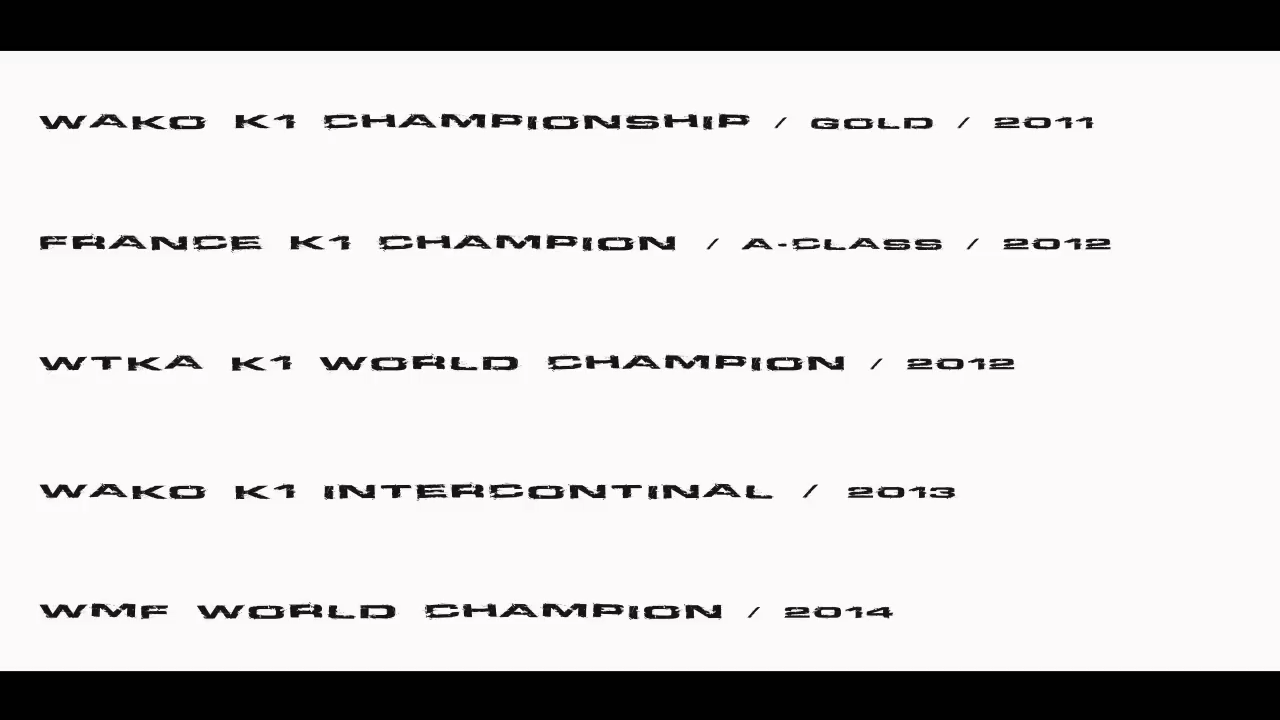 WAKO K1 CHAMPIONSHIP / GOLD / 2011
FRANCE K1 CHAMPION / A-CLASS / 2012
WTKA K1 WORLD CHAMPION / 2012
WAKO K1 INTERCONTINAL / 2013
WMF WORLD CHAMPION / 2014